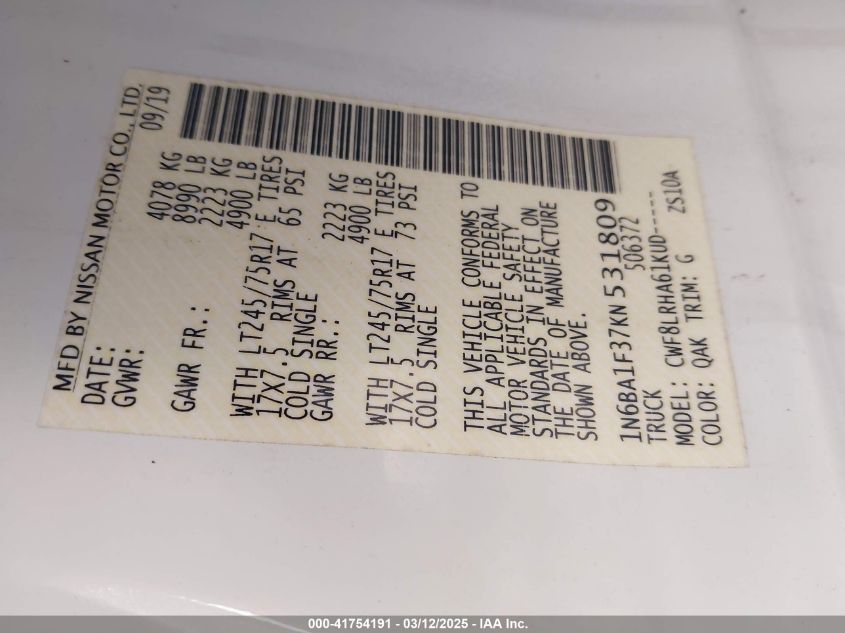 MFD BY NISSAN MOTOR CO., LTD.
DATE: 09/19
GVWR: 4078 KG
8990 LB
GAWR FR.: 2223 KG
4900 LB
WITH LT245/75R17 E TIRES
17X7.5 RIMS AT 65 PSI
COLD SINGLE
GAWR RR.: 2223 KG
4900 LB
WITH LT245/75R17 E TIRES
17X7.5 RIMS AT 73 PSI
COLD SINGLE
THIS VEHICLE CONFORMS TO
ALL APPLICABLE FEDERAL
MOTOR VEHICLE SAFETY
STANDARDS IN EFFECT ON
THE DATE OF MANUFACTURE
SHOWN ABOVE.
1N6BA1F37KN531809
TRUCK 506372
MODEL: CWF8LRHA61KUD-----
COLOR: QAK TRIM: G ZS10A
000-41754191 - 03/12/2025 - IAA Inc.